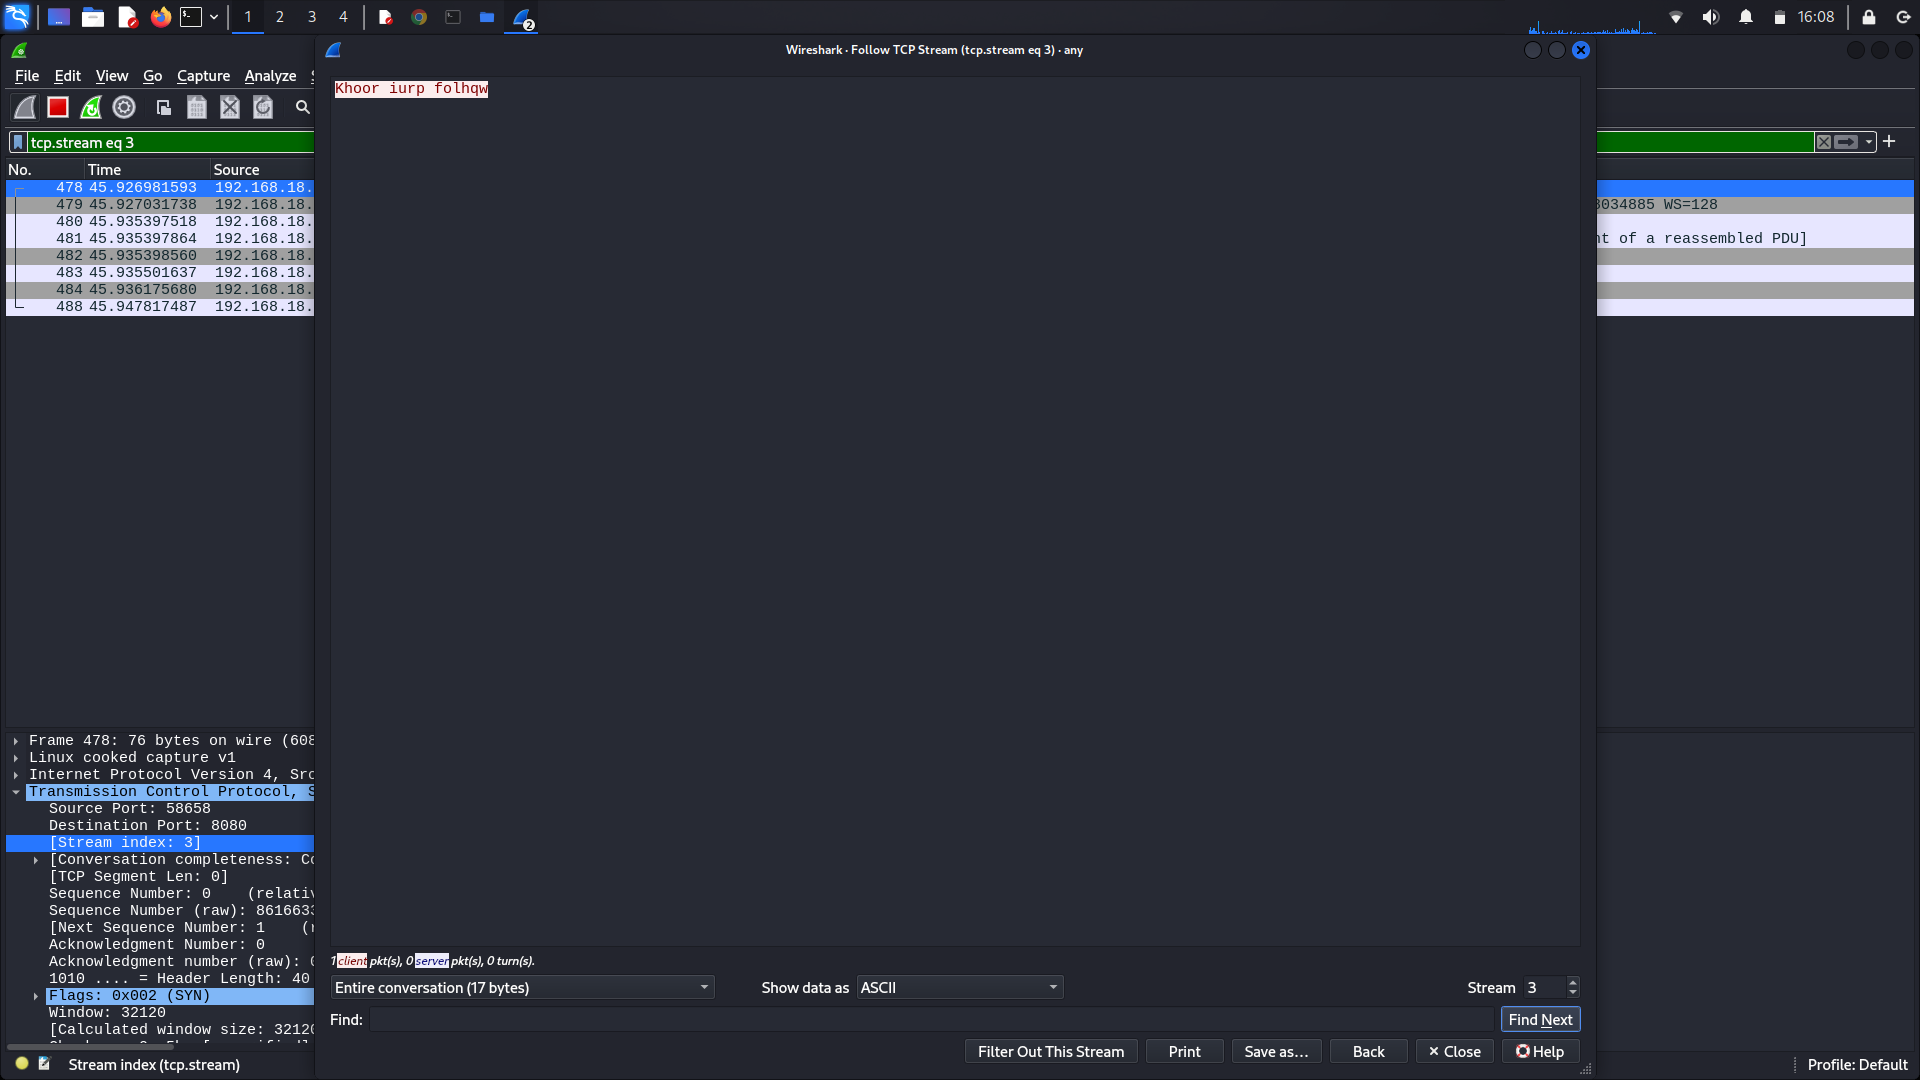 1 2 3 4 2 16:08
Wireshark · Follow TCP Stream (tcp.stream eq 3) · any
File Edit View Go Capture Analyze
Khoor iurp folhqw
tcp.stream eq 3
No. Time Source
478 45.926981593 192.168.18.
479 45.927031738 192.168.18. 3034885 WS=128
480 45.935397518 192.168.18.
481 45.935397864 192.168.18. nt of a reassembled PDU]
482 45.935398560 192.168.18.
483 45.935501637 192.168.18.
484 45.936175680 192.168.18.
488 45.947817487 192.168.18.
Frame 478: 76 bytes on wire (608
Linux cooked capture v1
Internet Protocol Version 4, Src
Transmission Control Protocol, S
Source Port: 58658
Destination Port: 8080
[Stream index: 3]
[Conversation completeness: Co
[TCP Segment Len: 0]
Sequence Number: 0 (relativ
Sequence Number (raw): 8616633
[Next Sequence Number: 1 (r
Acknowledgment Number: 0
Acknowledgment number (raw): 0
1010 .... = Header Length: 40
Flags: 0x002 (SYN)
Window: 32120
[Calculated window size: 32120
1 client pkt(s), 0 server pkt(s), 0 turn(s).
Entire conversation (17 bytes) Show data as ASCII Stream 3
Find: Find Next
Filter Out This Stream Print Save as… Back × Close Help
Stream index (tcp.stream) Profile: Default